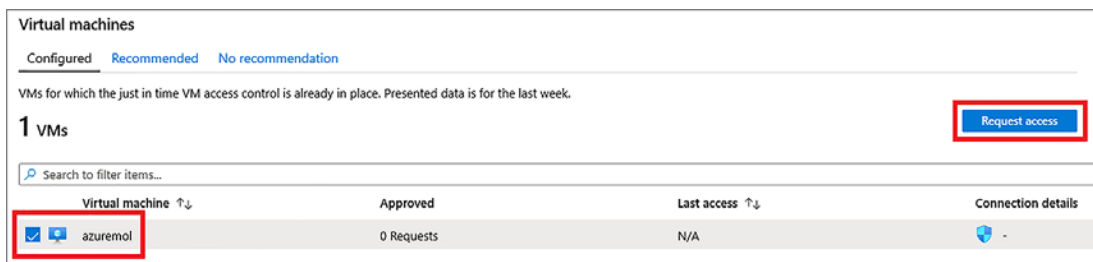 Virtual machines
Configured Recommended No recommendation
VMs for which the just in time VM access control is already in place. Presented data is for the last week.
1 VMs
Request access
Search to filter items...
Virtual machine ↑↓ Approved Last access ↑↓ Connection details
azuremol 0 Requests N/A -